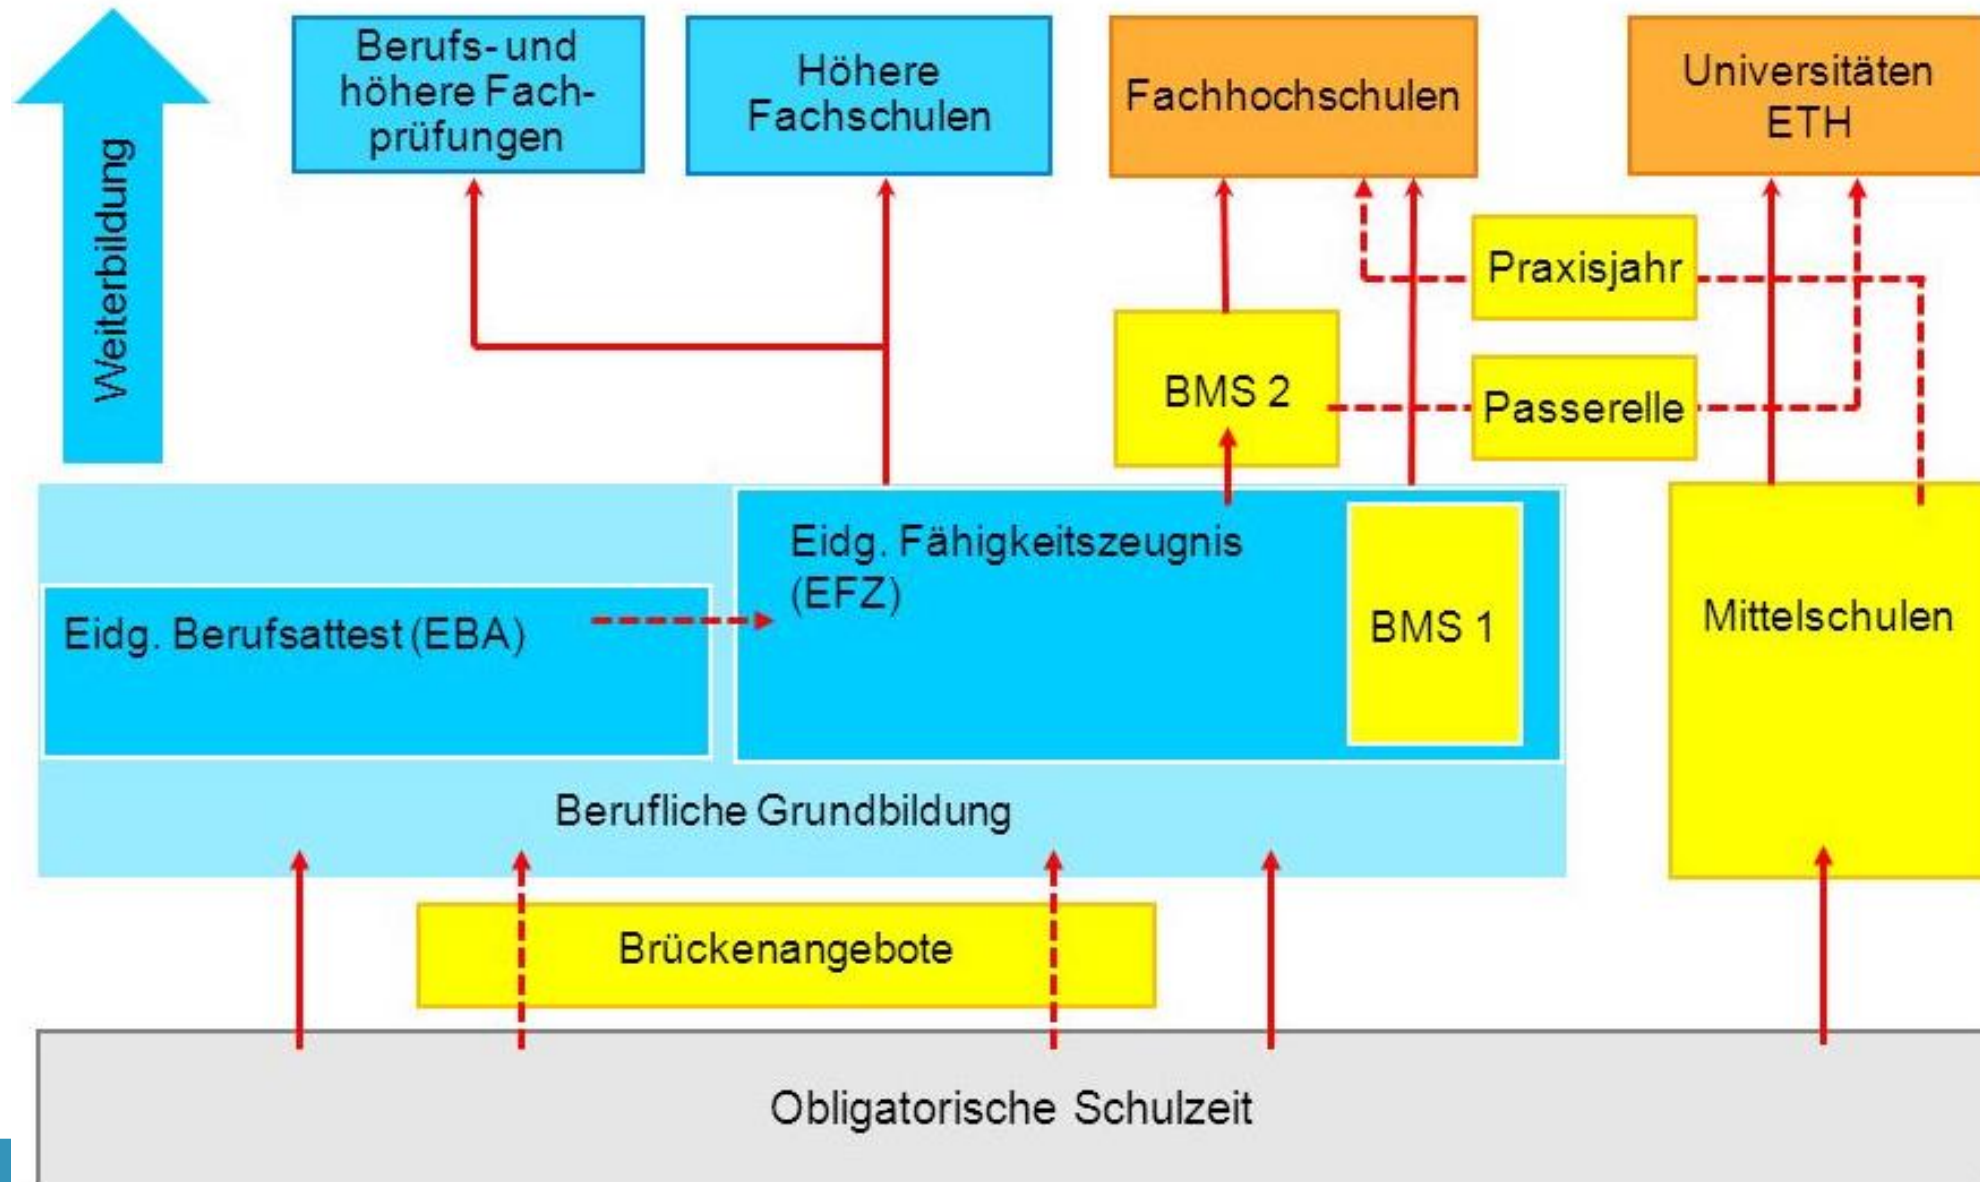 Weiterbildung
Berufs- und
höhere Fach-
prüfungen
Höhere
Fachschulen
Fachhochschulen
Universitäten
ETH
Praxisjahr
BMS 2
Passerelle
Eidg. Fähigkeitszeugnis
(EFZ)
Eidg. Berufsattest (EBA)
BMS 1
Mittelschulen
Berufliche Grundbildung
Brückenangebote
Obligatorische Schulzeit